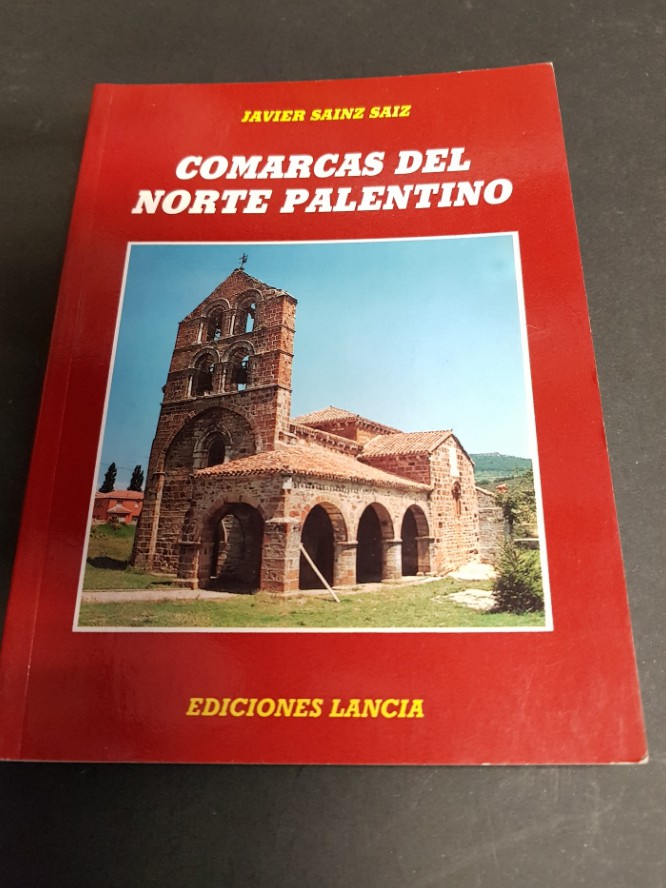 JAVIER SAINZ SAIZ
COMARCAS DEL
NORTE PALENTINO
EDICIONES LANCIA